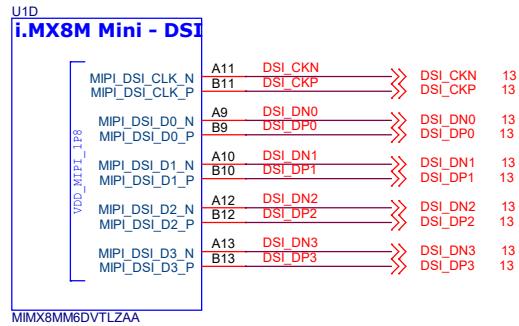 U1D
i.MX8M Mini - DSI
VDD_MIPI_1P8
MIPI_DSI_CLK_N A11 DSI_CKN DSI_CKN 13
MIPI_DSI_CLK_P B11 DSI_CKP DSI_CKP 13
MIPI_DSI_D0_N A9 DSI_DN0 DSI_DN0 13
MIPI_DSI_D0_P B9 DSI_DP0 DSI_DP0 13
MIPI_DSI_D1_N A10 DSI_DN1 DSI_DN1 13
MIPI_DSI_D1_P B10 DSI_DP1 DSI_DP1 13
MIPI_DSI_D2_N A12 DSI_DN2 DSI_DN2 13
MIPI_DSI_D2_P B12 DSI_DP2 DSI_DP2 13
MIPI_DSI_D3_N A13 DSI_DN3 DSI_DN3 13
MIPI_DSI_D3_P B13 DSI_DP3 DSI_DP3 13
MIMX8MM6DVTLZAA